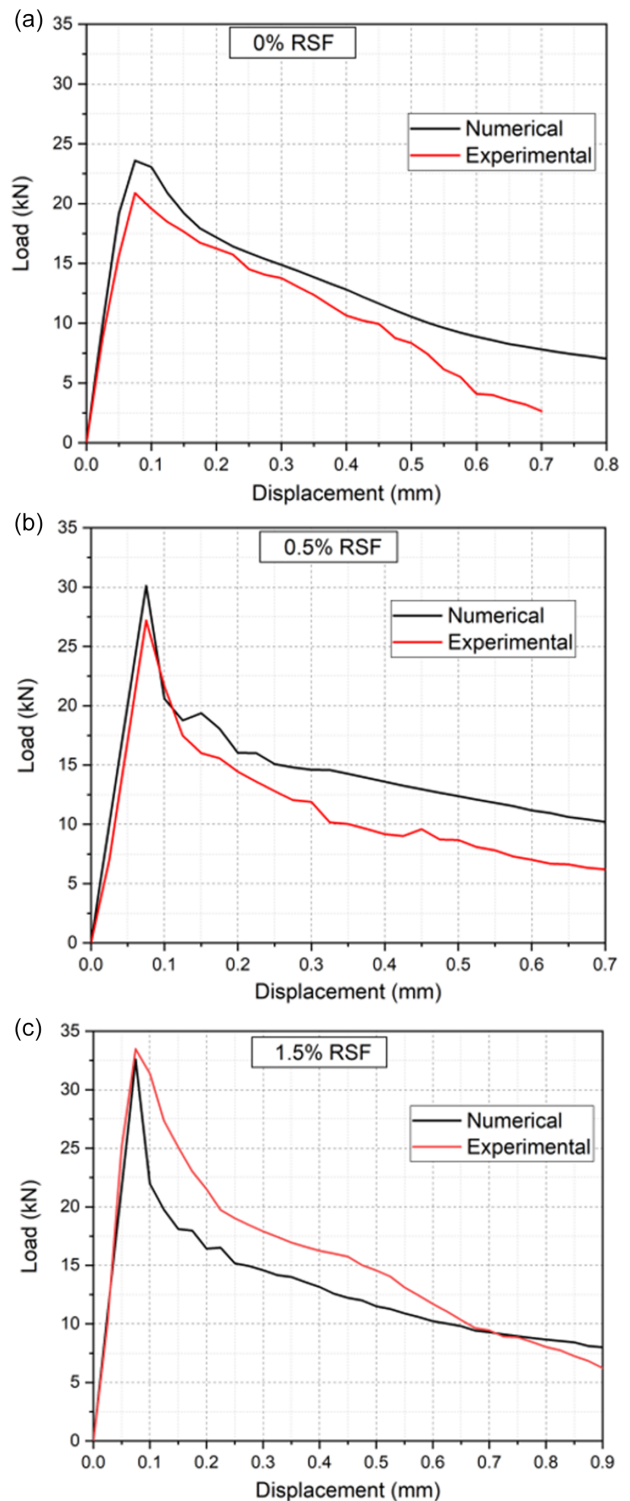 (a)
0% RSF
Numerical
Experimental
Load (kN)
35
30
25
20
15
10
5
0
0.0 0.1 0.2 0.3 0.4 0.5 0.6 0.7 0.8
Displacement (mm)
(b)
0.5% RSF
Numerical
Experimental
Load (kN)
35
30
25
20
15
10
5
0
0.0 0.1 0.2 0.3 0.4 0.5 0.6 0.7
Displacement (mm)
(c)
1.5% RSF
Numerical
Experimental
Load (kN)
35
30
25
20
15
10
5
0
0.0 0.1 0.2 0.3 0.4 0.5 0.6 0.7 0.8 0.9
Displacement (mm)